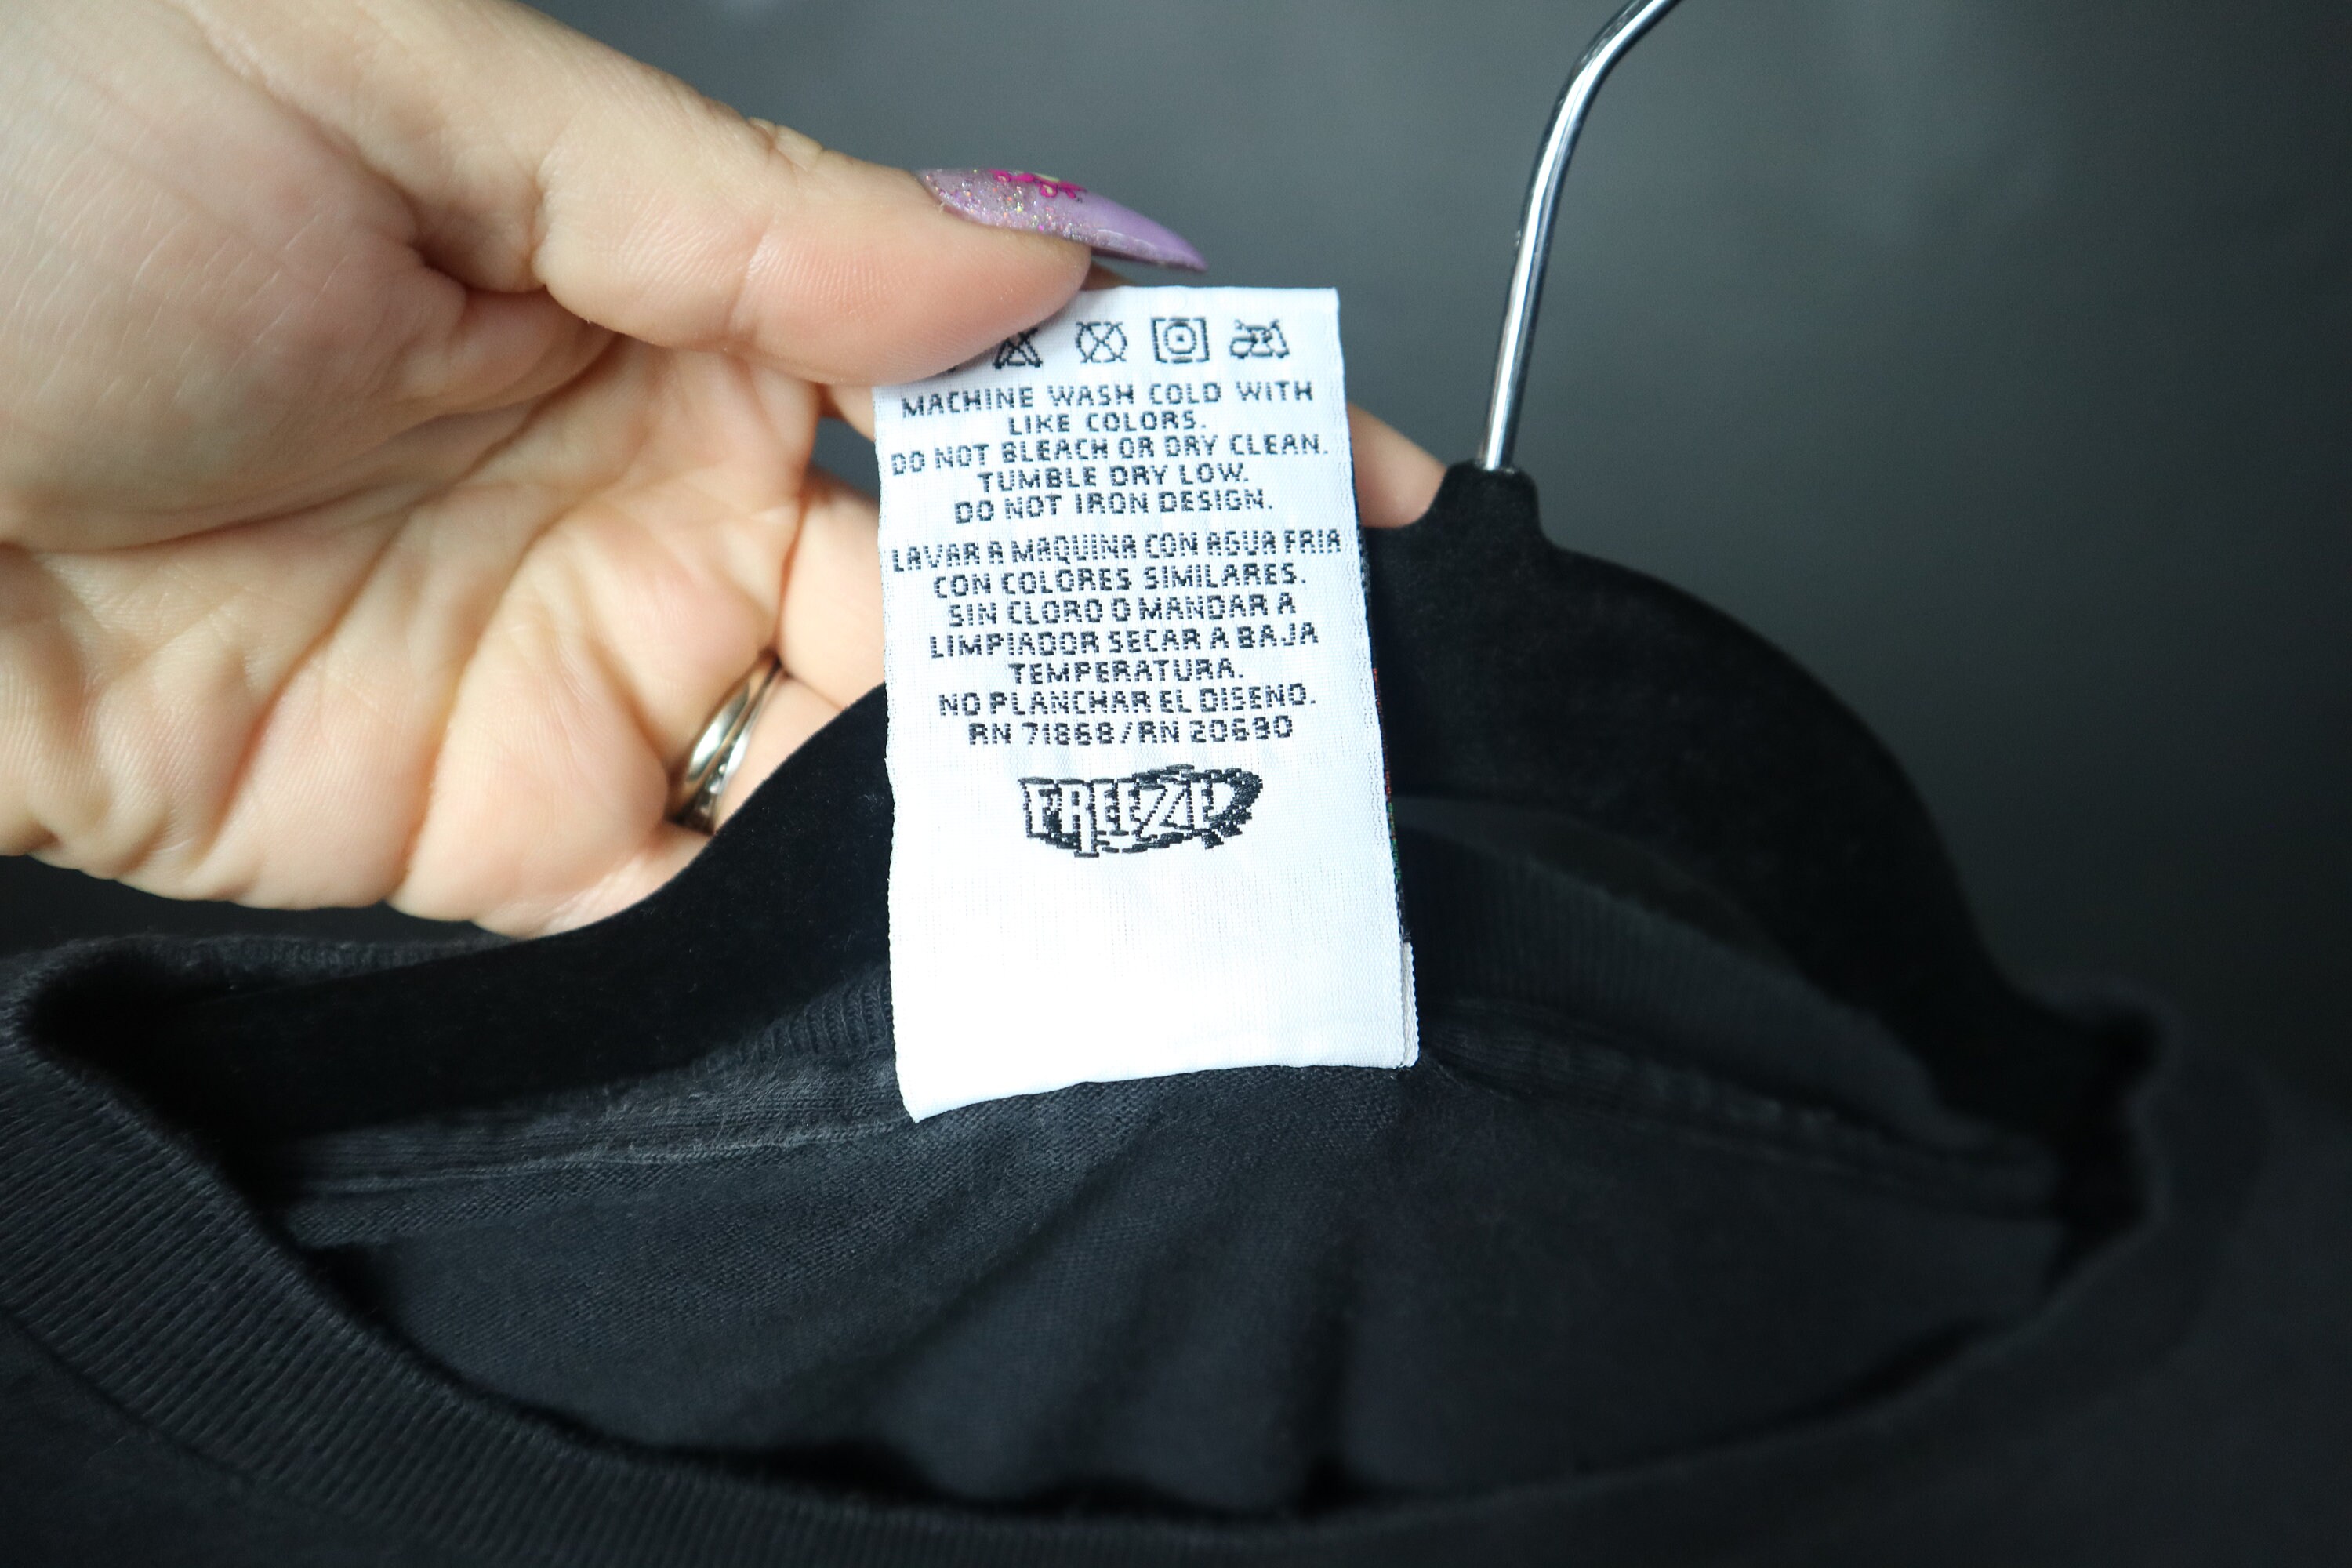 MACHINE WASH COLD WITH
LIKE COLORS.
DO NOT BLEACH OR DRY CLEAN.
TUMBLE DRY LOW.
DO NOT IRON DESIGN.
LAVAR A MAQUINA CON AGUA FRIA
CON COLORES SIMILARES.
SIN CLORO O MANDAR A
LIMPIADOR SECAR A BAJA
TEMPERATURA.
NO PLANCHAR EL DISENO.
RN 71868/RN 20690
FREEZE